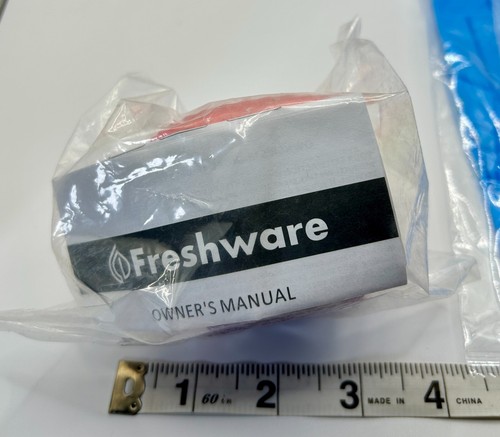 Freshware
OWNER'S MANUAL
1 60 in 2 3 MADE IN 4 CHINA